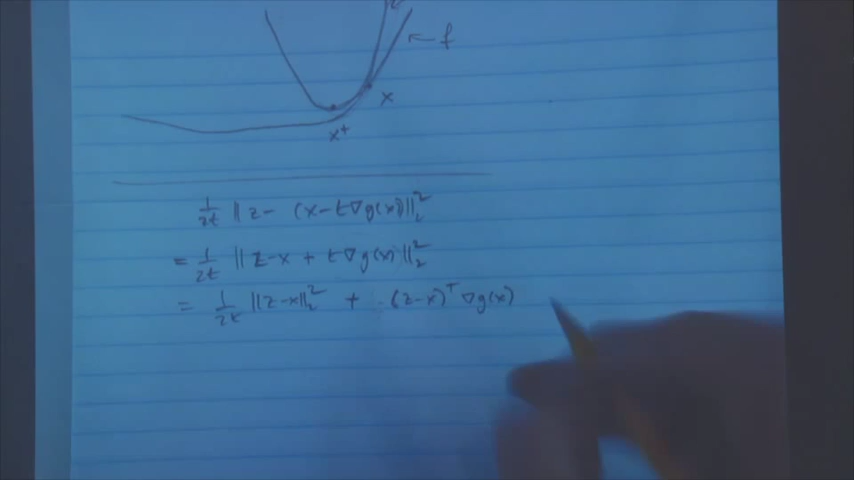 ← f
x
x⁺
1/2t ‖z - (x - t∇g(x))‖₂²
= 1/2t ‖z-x + t∇g(x)‖₂²
= 1/2t ‖z-x‖₂² + (z-x)ᵀ ∇g(x)